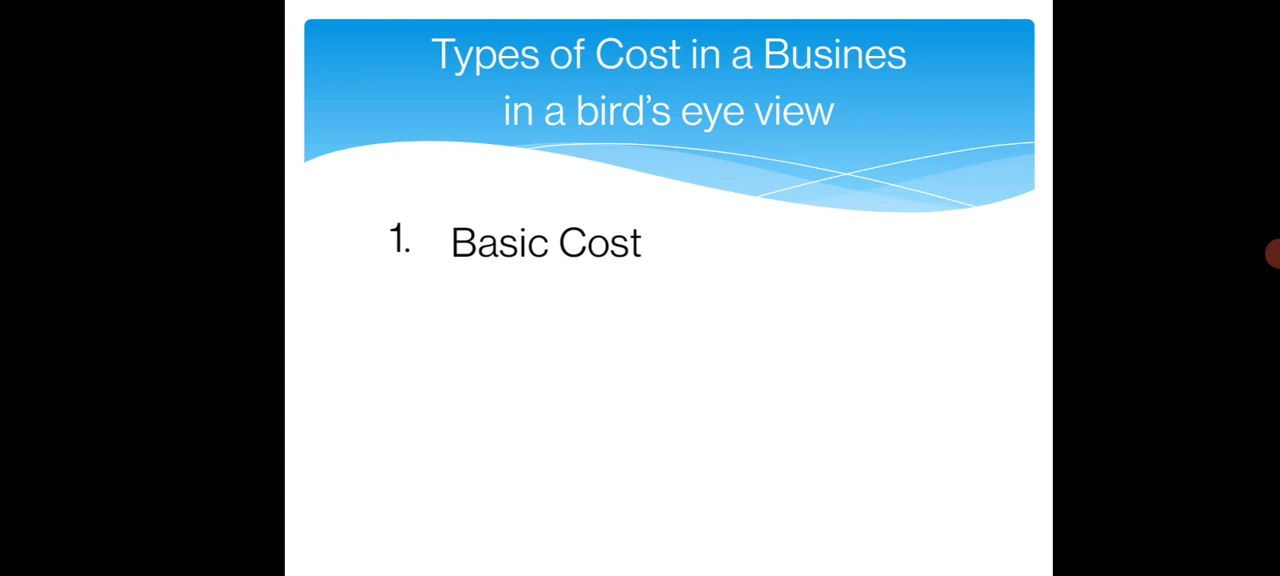 Types of Cost in a Busines
in a bird's eye view
1. Basic Cost